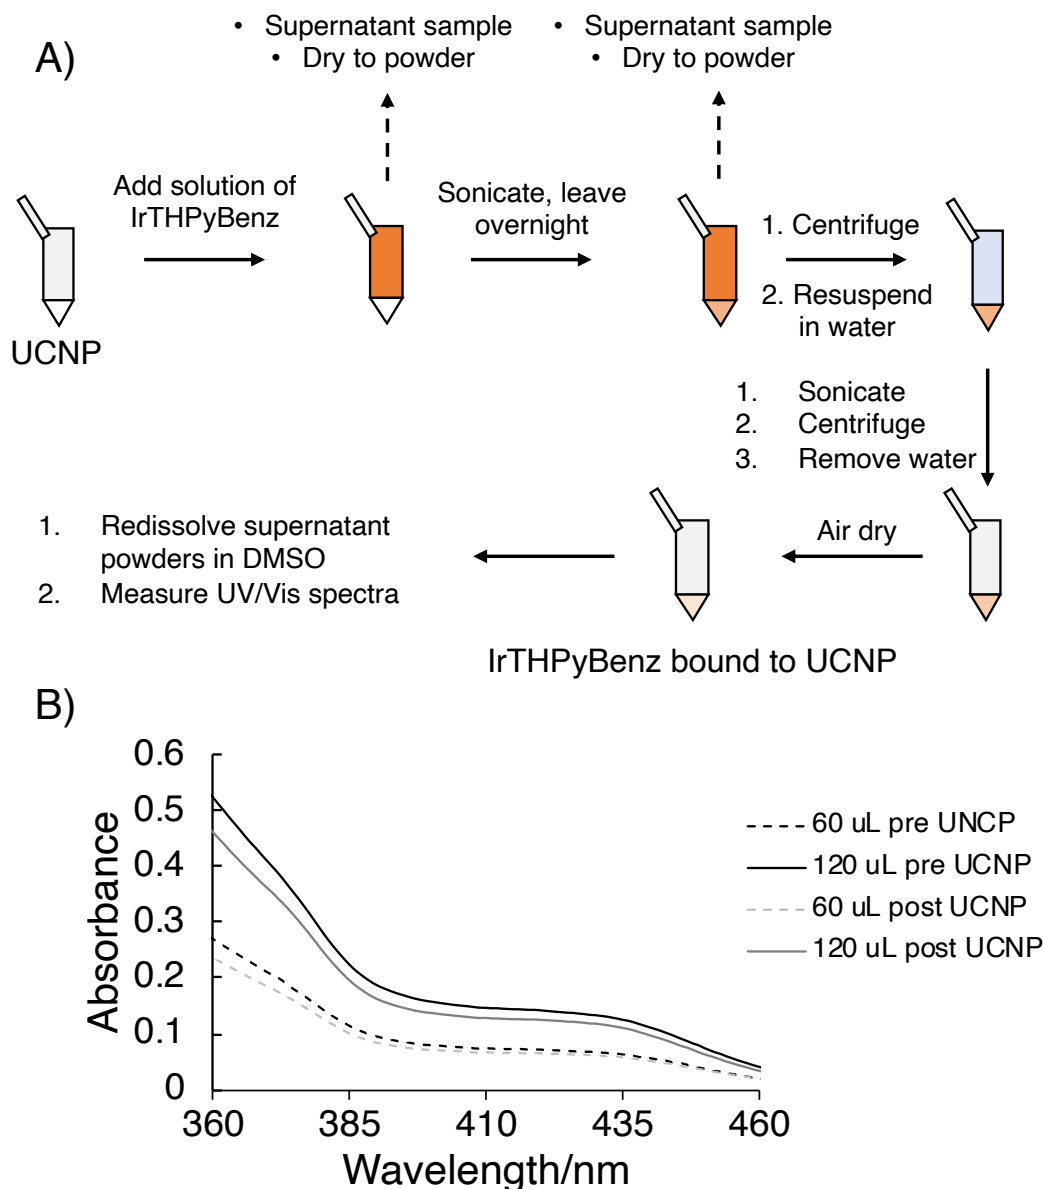 A)
• Supernatant sample
• Dry to powder
• Supernatant sample
• Dry to powder
Add solution of
IrTHPyBenz
Sonicate, leave
overnight
1. Centrifuge
2. Resuspend
in water
UCNP
1. Sonicate
2. Centrifuge
3. Remove water
Air dry
1. Redissolve supernatant
powders in DMSO
2. Measure UV/Vis spectra
IrTHPyBenz bound to UCNP
B)
Absorbance
0.6
0.5
0.4
0.3
0.2
0.1
0
360 385 410 435 460
Wavelength/nm
60 uL pre UNCP
120 uL pre UCNP
60 uL post UCNP
120 uL post UCNP